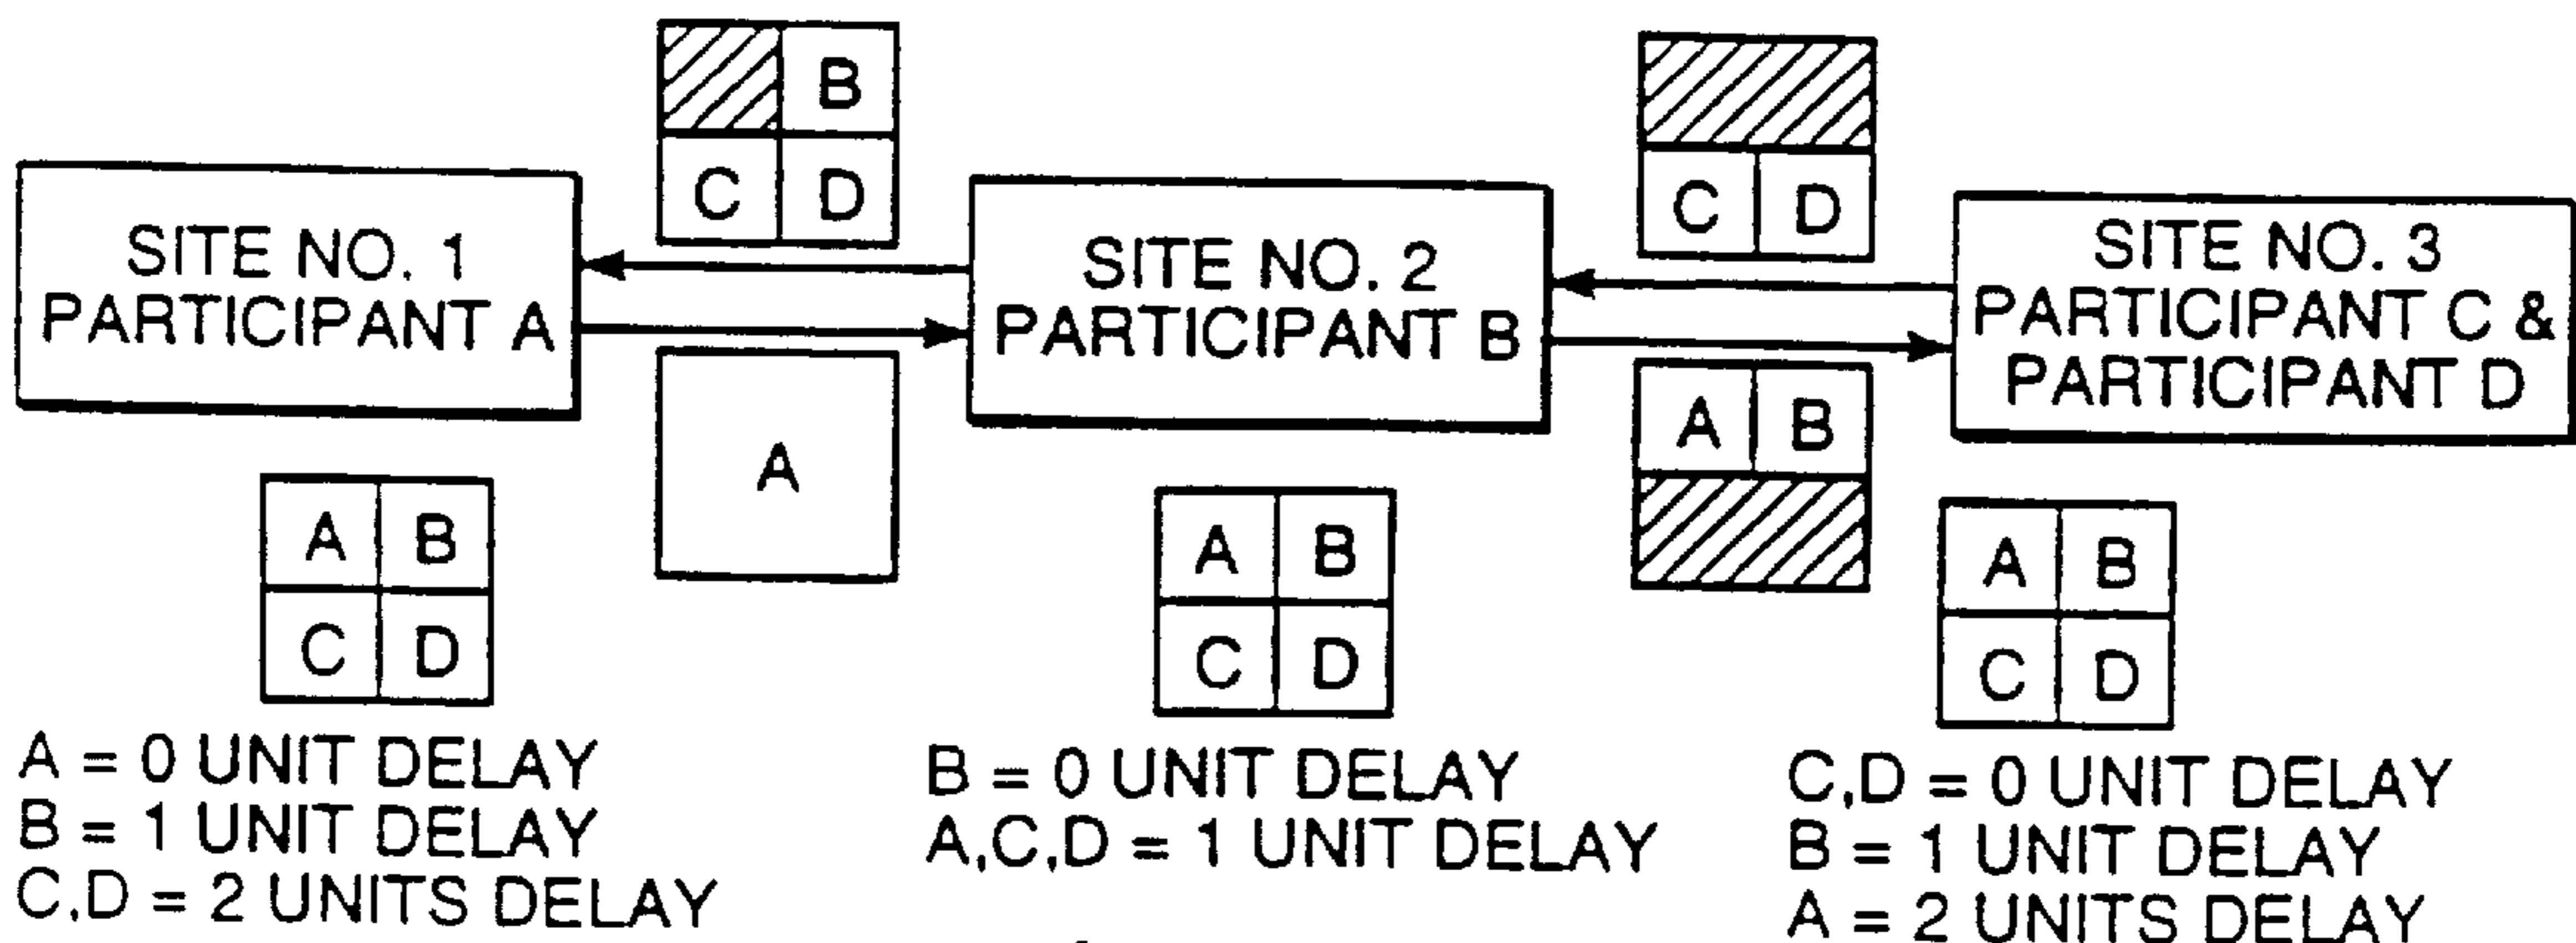 B
C D
C D
SITE NO. 1
PARTICIPANT A
SITE NO. 2
PARTICIPANT B
SITE NO. 3
PARTICIPANT C &
PARTICIPANT D
A
A B
A B
C D
A B
C D
A B
C D
A = 0 UNIT DELAY
B = 1 UNIT DELAY
C,D = 2 UNITS DELAY
B = 0 UNIT DELAY
A,C,D = 1 UNIT DELAY
C,D = 0 UNIT DELAY
B = 1 UNIT DELAY
A = 2 UNITS DELAY